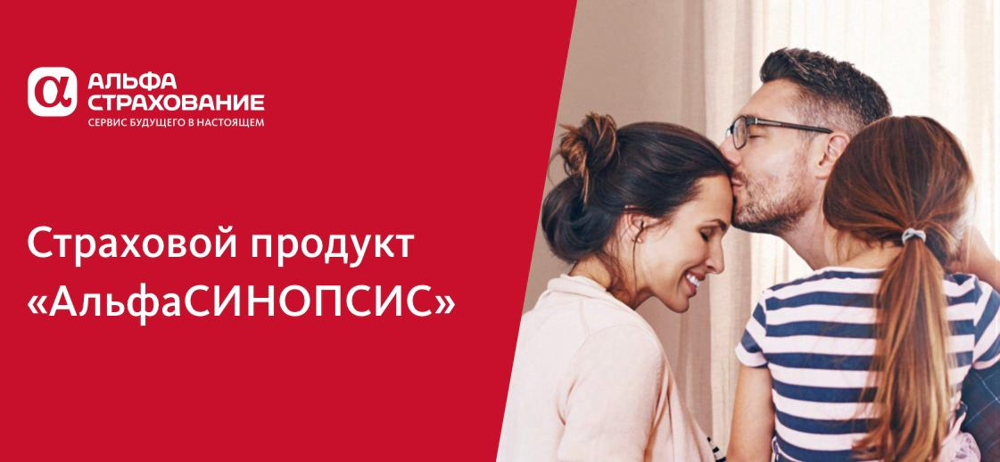 α АЛЬФА
СТРАХОВАНИЕ
СЕРВИС БУДУЩЕГО В НАСТОЯЩЕМ
Страховой продукт
«АльфаСИНОПСИС»